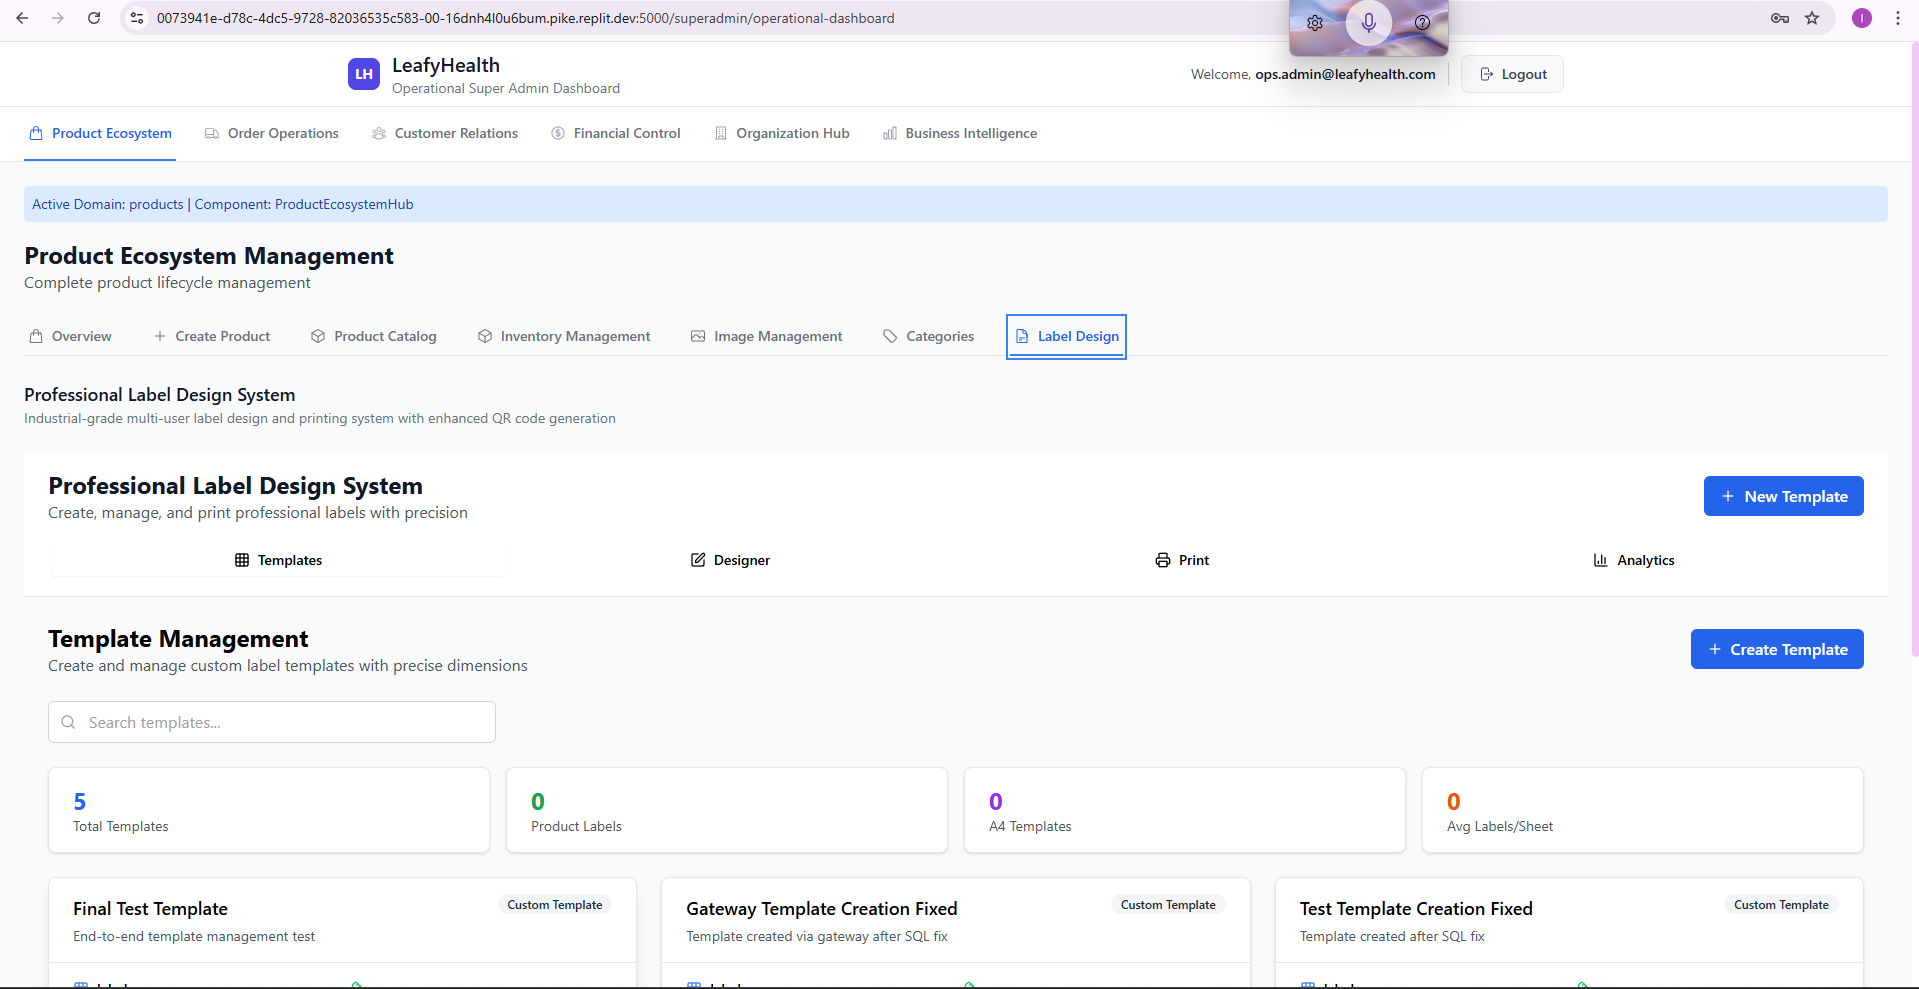 0073941e-d78c-4dc5-9728-82036535c583-00-16dnh4l0u6bum.pike.replit.dev:5000/superadmin/operational-dashboard
I
LH
LeafyHealth
Operational Super Admin Dashboard
Welcome, ops.admin@leafyhealth.com
Logout
Product Ecosystem
Order Operations
Customer Relations
Financial Control
Organization Hub
Business Intelligence
Active Domain: products | Component: ProductEcosystemHub
Product Ecosystem Management
Complete product lifecycle management
Overview
Create Product
Product Catalog
Inventory Management
Image Management
Categories
Label Design
Professional Label Design System
Industrial-grade multi-user label design and printing system with enhanced QR code generation
Professional Label Design System
Create, manage, and print professional labels with precision
+ New Template
Templates
Designer
Print
Analytics
Template Management
Create and manage custom label templates with precise dimensions
+ Create Template
Search templates...
5
Total Templates
0
Product Labels
0
A4 Templates
0
Avg Labels/Sheet
Final Test Template
Custom Template
End-to-end template management test
Gateway Template Creation Fixed
Custom Template
Template created via gateway after SQL fix
Test Template Creation Fixed
Custom Template
Template created after SQL fix